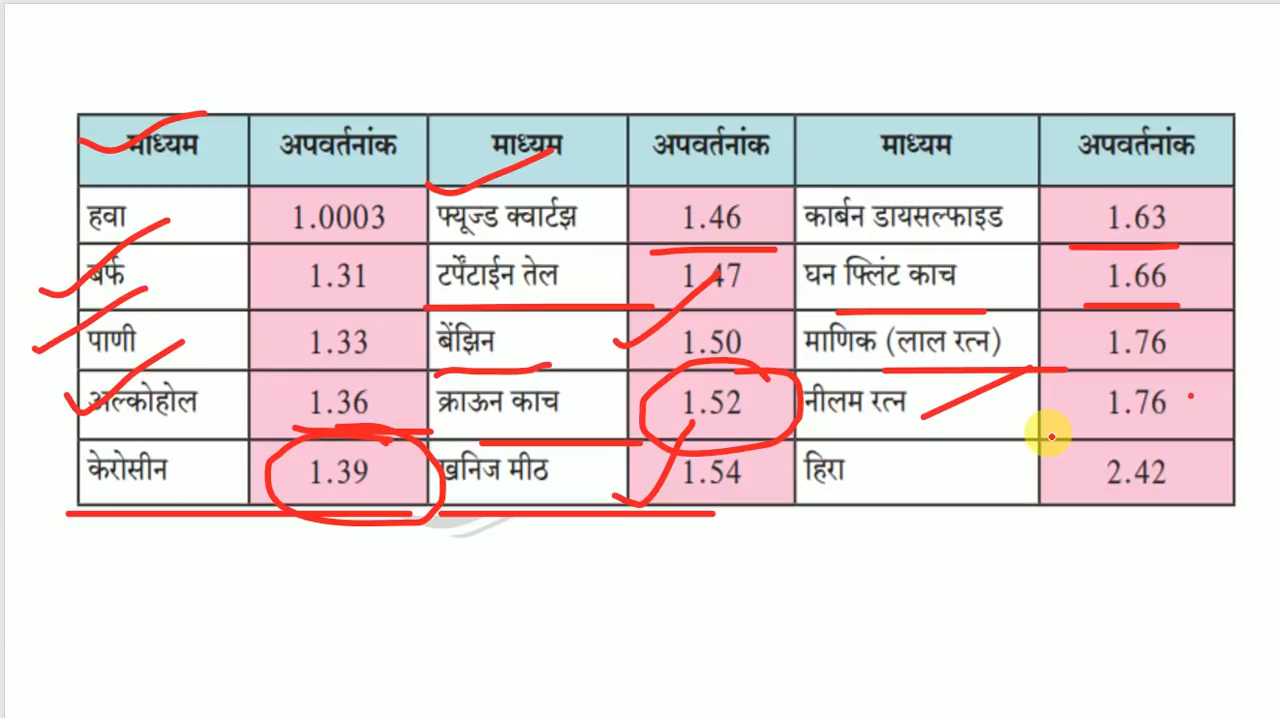 माध्यम अपवर्तनांक माध्यम अपवर्तनांक माध्यम अपवर्तनांक
हवा 1.0003 फ्यूज्ड क्वार्टझ 1.46 कार्बन डायसल्फाइड 1.63
बर्फ 1.31 टर्पेंटाईन तेल 1.47 घन फ्लिंट काच 1.66
पाणी 1.33 बेंझिन 1.50 माणिक (लाल रत्न) 1.76
अल्कोहोल 1.36 क्राऊन काच 1.52 नीलम रत्न 1.76
केरोसीन 1.39 खनिज मीठ 1.54 हिरा 2.42